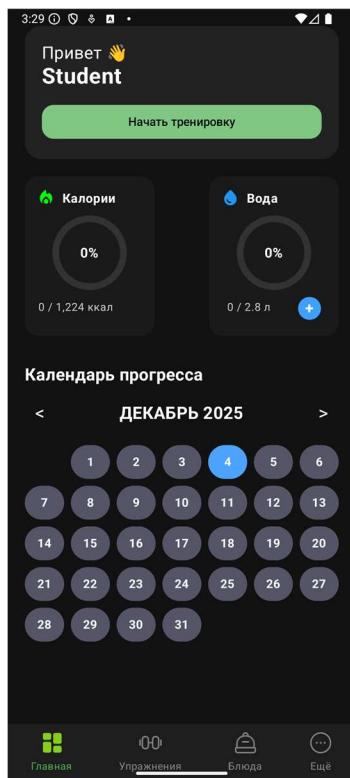 3:29
Привет 👋
Student
Начать тренировку
Калории
Вода
0%
0%
0 / 1,224 ккал
0 / 2.8 л
+
Календарь прогресса
< ДЕКАБРЬ 2025 >
1 2 3 4 5 6
7 8 9 10 11 12 13
14 15 16 17 18 19 20
21 22 23 24 25 26 27
28 29 30 31
Главная Упражнения Блюда Ещё